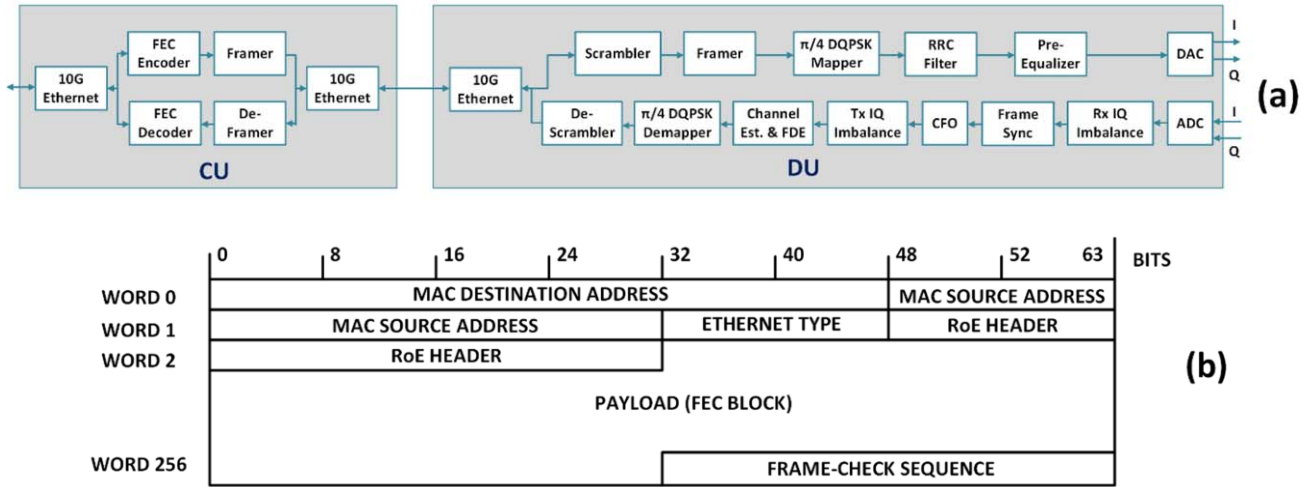 FEC Encoder
Framer
10G Ethernet
FEC Decoder
De-Framer
10G Ethernet
CU
10G Ethernet
Scrambler
Framer
π/4 DQPSK Mapper
RRC Filter
Pre-Equalizer
DAC
I
Q
De-Scrambler
π/4 DQPSK Demapper
Channel Est. & FDE
Tx IQ Imbalance
CFO
Frame Sync
Rx IQ Imbalance
ADC
I
Q
DU
(a)
0 8 16 24 32 40 48 52 63 BITS
WORD 0 MAC DESTINATION ADDRESS MAC SOURCE ADDRESS
WORD 1 MAC SOURCE ADDRESS ETHERNET TYPE RoE HEADER
WORD 2 RoE HEADER
(b)
PAYLOAD (FEC BLOCK)
WORD 256 FRAME-CHECK SEQUENCE